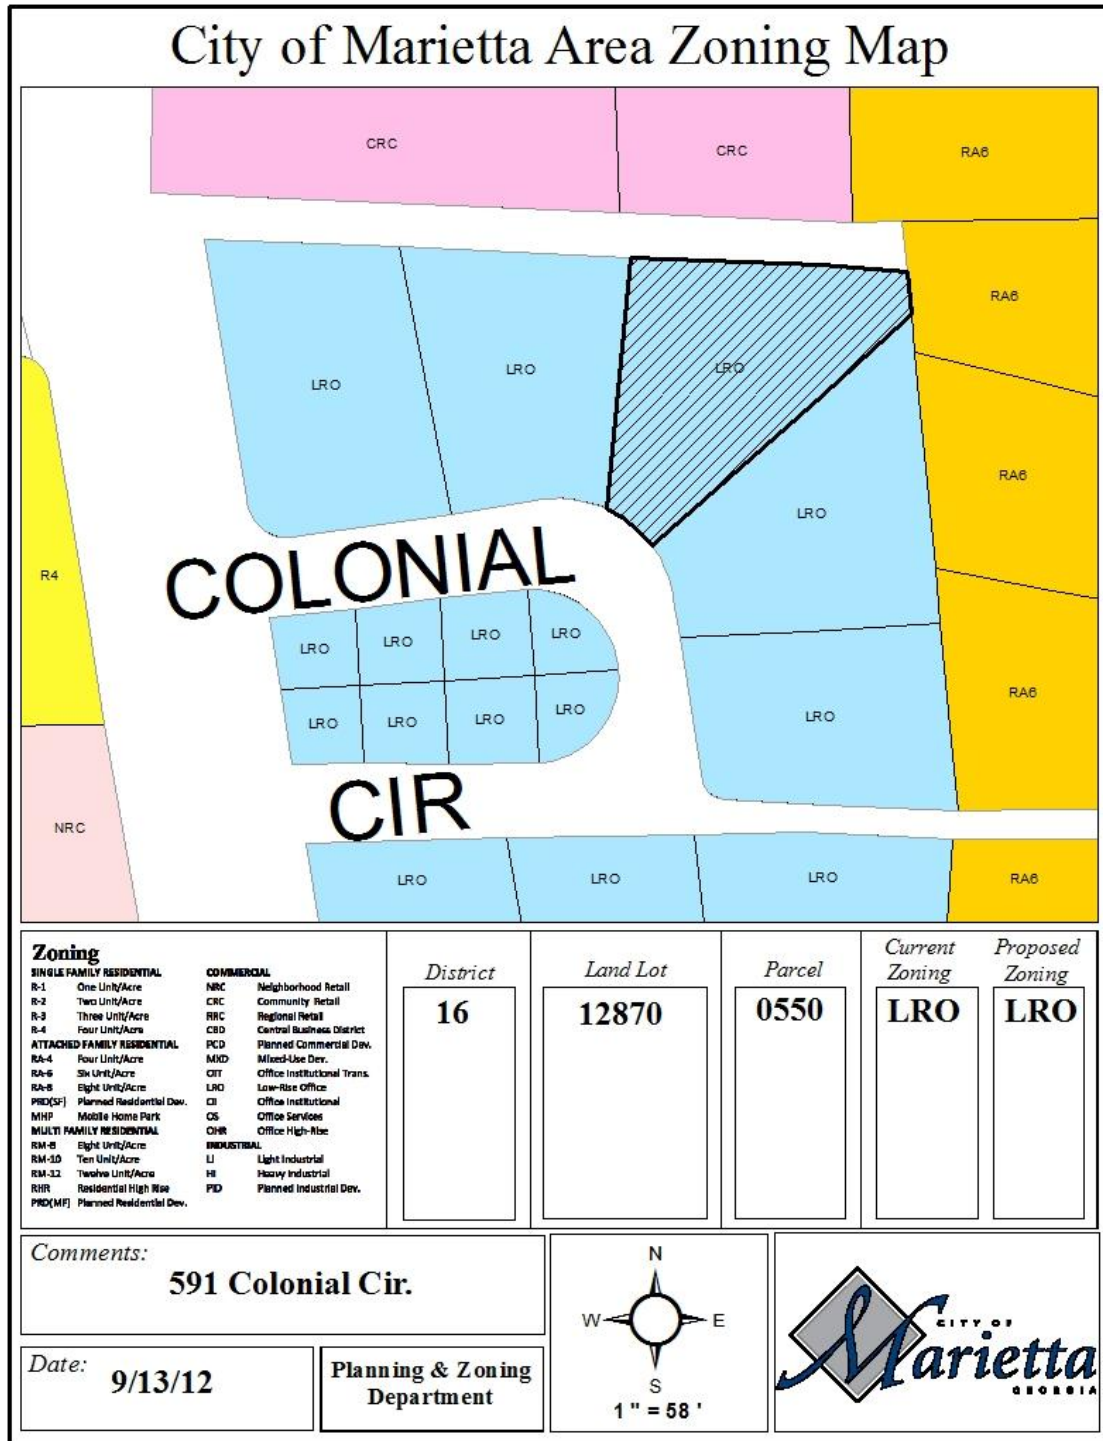 City of Marietta Area Zoning Map
CRC
CRC
RA6
RA6
LRO
LRO
LRO
RA6
LRO
R4
COLONIAL
LRO
LRO
LRO
LRO
RA6
LRO
LRO
LRO
LRO
LRO
NRC
CIR
LRO
LRO
LRO
RA6
Zoning
SINGLE FAMILY RESIDENTIAL
R-1 One Unit/Acre
R-2 Two Unit/Acre
R-3 Three Unit/Acre
R-4 Four Unit/Acre
ATTACHED FAMILY RESIDENTIAL
RA-4 Four Unit/Acre
RA-6 Six Unit/Acre
RA-8 Eight Unit/Acre
PRD(SF) Planned Residential Dev.
MHP Mobile Home Park
MULTI FAMILY RESIDENTIAL
RM-8 Eight Unit/Acre
RM-10 Ten Unit/Acre
RM-12 Twelve Unit/Acre
RHR Residential High Rise
PRD(MF) Planned Residential Dev.
COMMERCIAL
NRC Neighborhood Retail
CRC Community Retail
RRC Regional Retail
CBD Central Business District
PCD Planned Commercial Dev.
MXD Mixed-Use Dev.
OIT Office Institutional Trans.
LRO Low-Rise Office
OI Office Institutional
OS Office Services
OHR Office High-Rise
INDUSTRIAL
LI Light Industrial
HI Heavy Industrial
PID Planned Industrial Dev.
District
16
Land Lot
12870
Parcel
0550
Current Zoning
LRO
Proposed Zoning
LRO
Comments:
591 Colonial Cir.
Date: 9/13/12
Planning & Zoning
Department
N
W E
S
1 " = 58 '
CITY OF
Marietta
GEORGIA